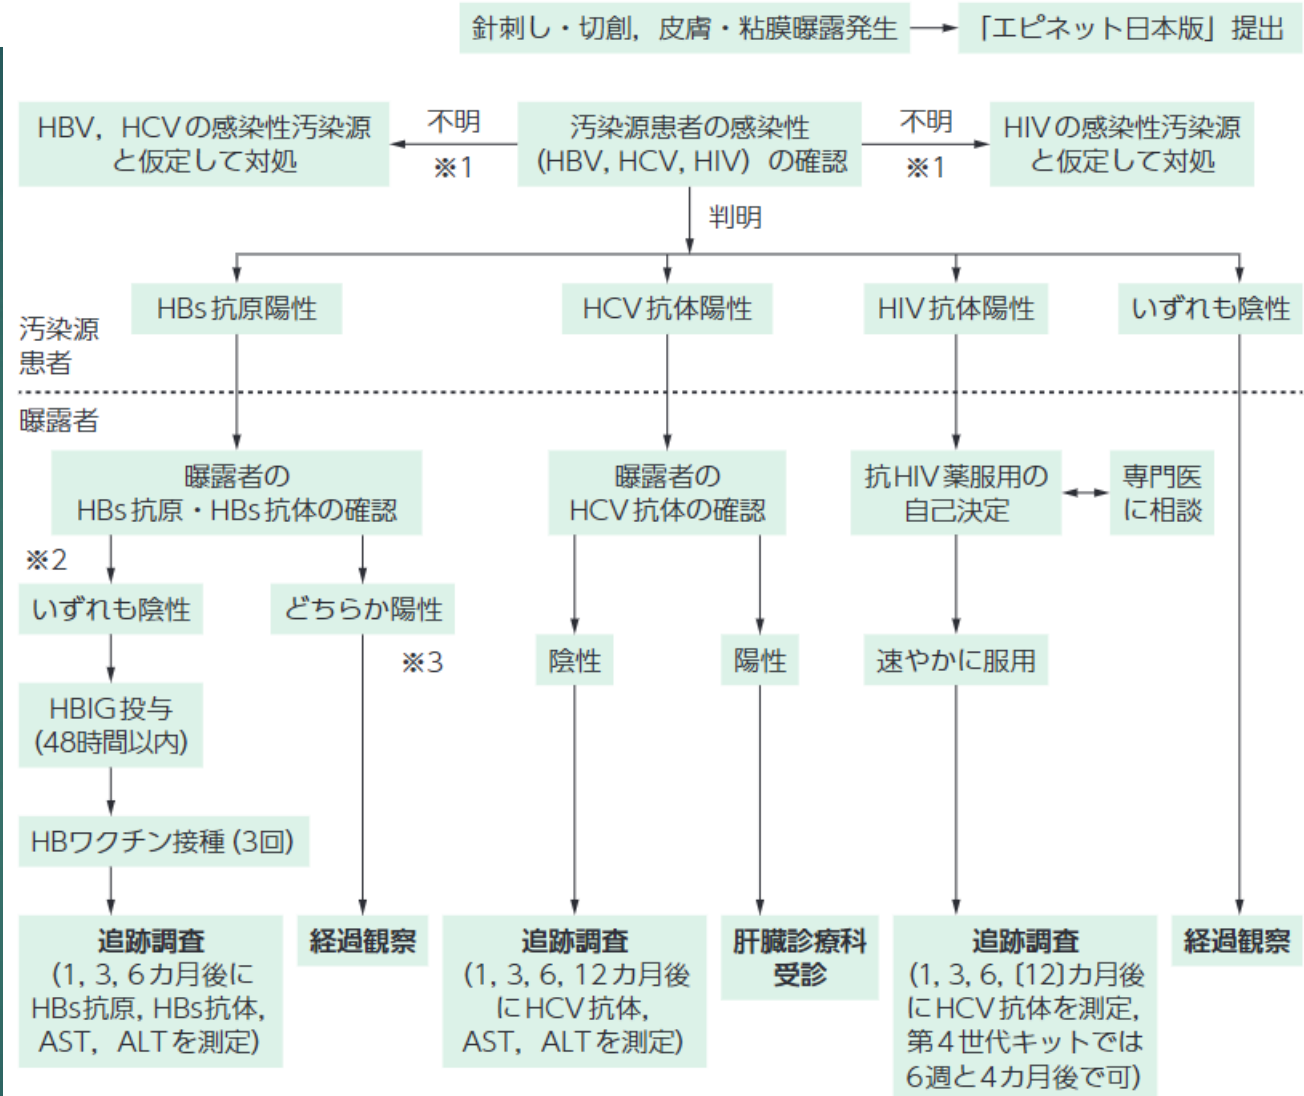 針刺し・切創，皮膚・粘膜曝露発生
「エピネット日本版」提出
HBV，HCVの感染性汚染源
と仮定して対処
不明
※1
汚染源患者の感染性
(HBV, HCV, HIV) の確認
不明
※1
HIVの感染性汚染源
と仮定して対処
判明
汚染源
患者
HBs抗原陽性
HCV抗体陽性
HIV抗体陽性
いずれも陰性
曝露者
曝露者の
HBs抗原・HBs抗体の確認
曝露者の
HCV抗体の確認
抗HIV薬服用の
自己決定
専門医
に相談
※2
いずれも陰性
どちらか陽性
※3
陰性
陽性
速やかに服用
HBIG投与
(48時間以内)
HBワクチン接種 (3回)
追跡調査
(1, 3, 6カ月後に
HBs抗原, HBs抗体,
AST，ALTを測定)
経過観察
追跡調査
(1, 3, 6, 12カ月後
にHCV抗体,
AST，ALTを測定)
肝臓診療科
受診
追跡調査
(1, 3, 6, 〔12〕カ月後
にHCV抗体を測定,
第4世代キットでは
6週と4カ月後で可)
経過観察